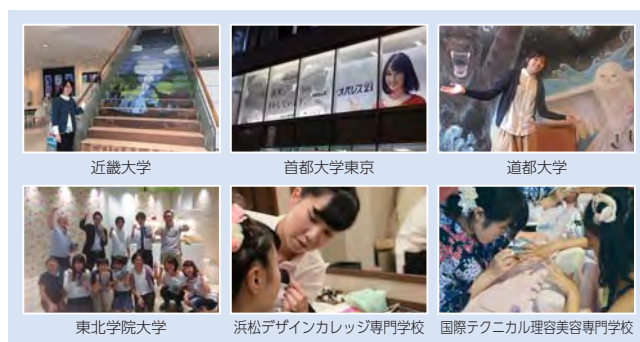 近畿大学
首都大学東京
道都大学
東北学院大学
浜松デザインカレッジ専門学校
国際テクニカル理容美容専門学校